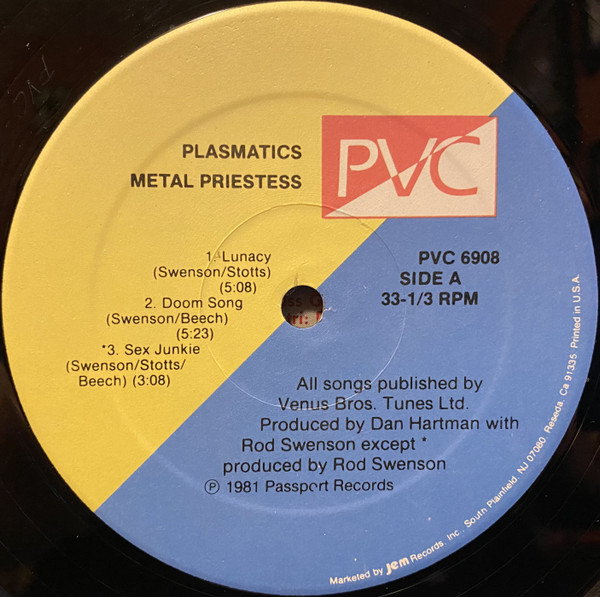 PLASMATICS
METAL PRIESTESS
PVC
1. Lunacy
(Swenson/Stotts)
(5:08)
2. Doom Song
(Swenson/Beech)
(5:23)
*3. Sex Junkie
(Swenson/Stotts/
Beech) (3:08)
PVC 6908
SIDE A
33-1/3 RPM
All songs published by
Venus Bros. Tunes Ltd.
Produced by Dan Hartman with
Rod Swenson except *
produced by Rod Swenson
℗ 1981 Passport Records
Marketed by jem Records, Inc., South Plainfield, NJ 07080, Reseda, Ca 91335 Printed in U.S.A.
PVC